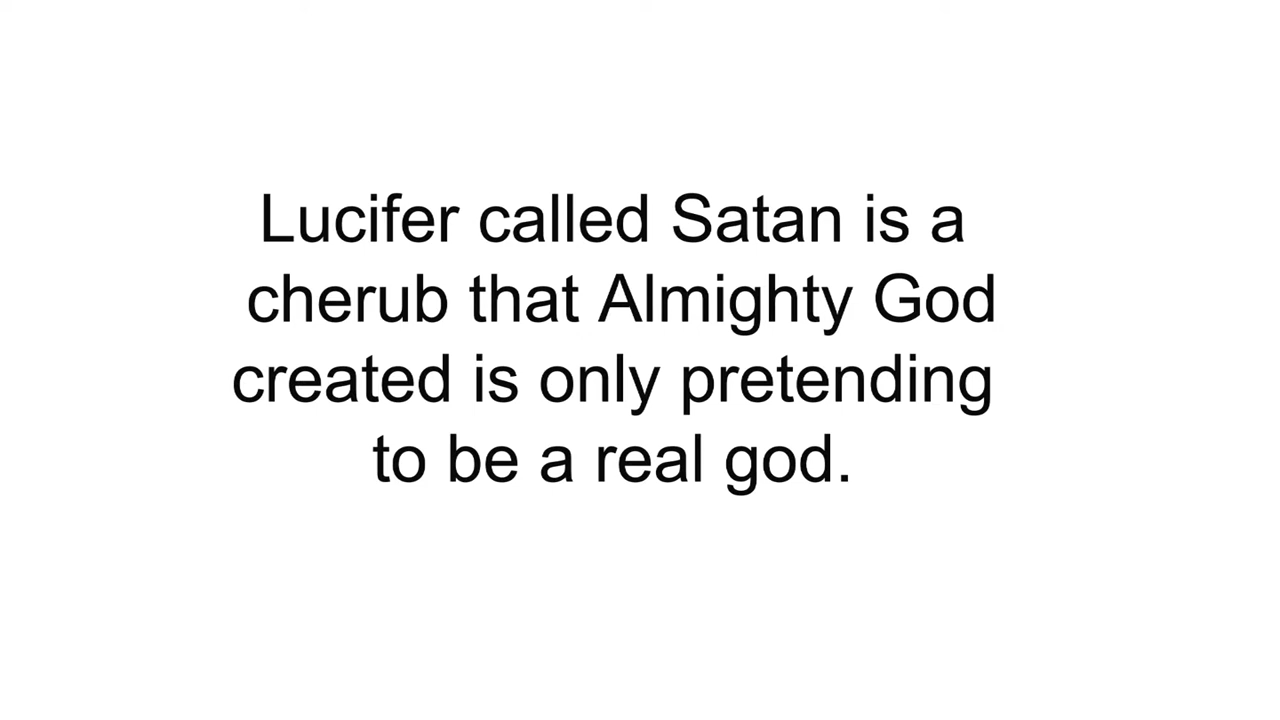 Lucifer called Satan is a
cherub that Almighty God
created is only pretending
to be a real god.